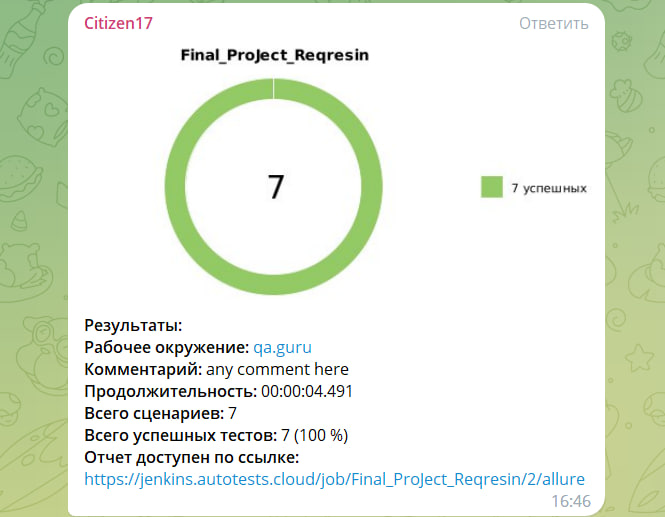 Citizen17 Ответить
Final_ProJect_Reqresin
7
7 успешных
Результаты:
Рабочее окружение: qa.guru
Комментарий: any comment here
Продолжительность: 00:00:04.491
Всего сценариев: 7
Всего успешных тестов: 7 (100 %)
Отчет доступен по ссылке:
https://jenkins.autotests.cloud/job/Final_ProJect_Reqresin/2/allure
16:46